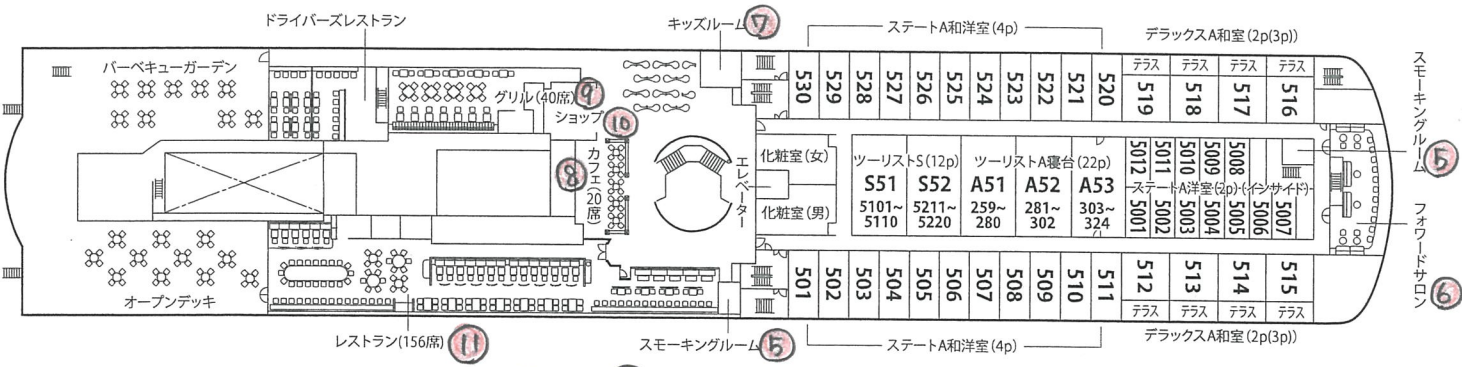 ドライバーズレストラン
キッズルーム ⑦
ステートA和洋室(4p)
デラックスA和室(2p(3p))
バーベキューガーデン
グリル(40席) ⑨
ショップ ⑩
530 529 528 527 526 525 524 523 522 521 520
テラス テラス テラス テラス
519 518 517 516
スモーキングルーム ⑤
⑧ カフェ(20席)
エレベーター
化粧室(女)
化粧室(男)
ツーリストS(12p)
S51 S52
5101~5110
5211~5220
ツーリストA寝台(22p)
A51 A52 A53
259~280
281~302
303~324
5012 5011 5010 5009 5008
ステートA洋室(2p)(インサイド)
5001 5002 5003 5004 5005 5006 5007
フォワードサロン ⑥
オープンデッキ
501 502 503 504 505 506 507 508 509 510 511
512 513 514 515
テラス テラス テラス テラス
レストラン(156席) ⑪
スモーキングルーム ⑤
ステートA和洋室(4p)
デラックスA和室(2p(3p))